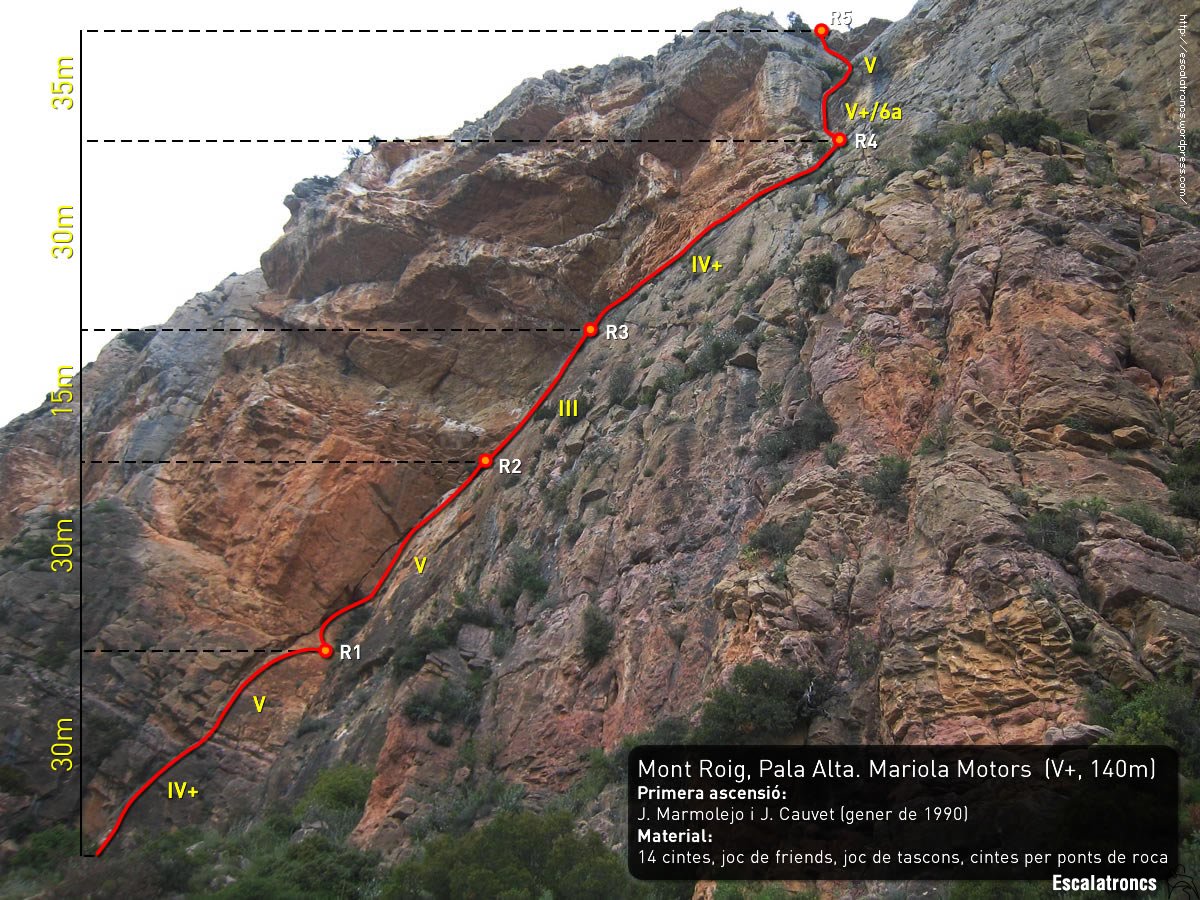 R5
http://escalatroncs.wordpress.com/
35m
V
V+/6a
R4
30m
IV+
R3
15m
III
R2
30m
V
R1
30m
V
IV+
Mont Roig, Pala Alta. Mariola Motors (V+, 140m)
Primera ascensió:
J. Marmolejo i J. Cauvet (gener de 1990)
Material:
14 cintes, joc de friends, joc de tascons, cintes per ponts de roca
Escalatroncs